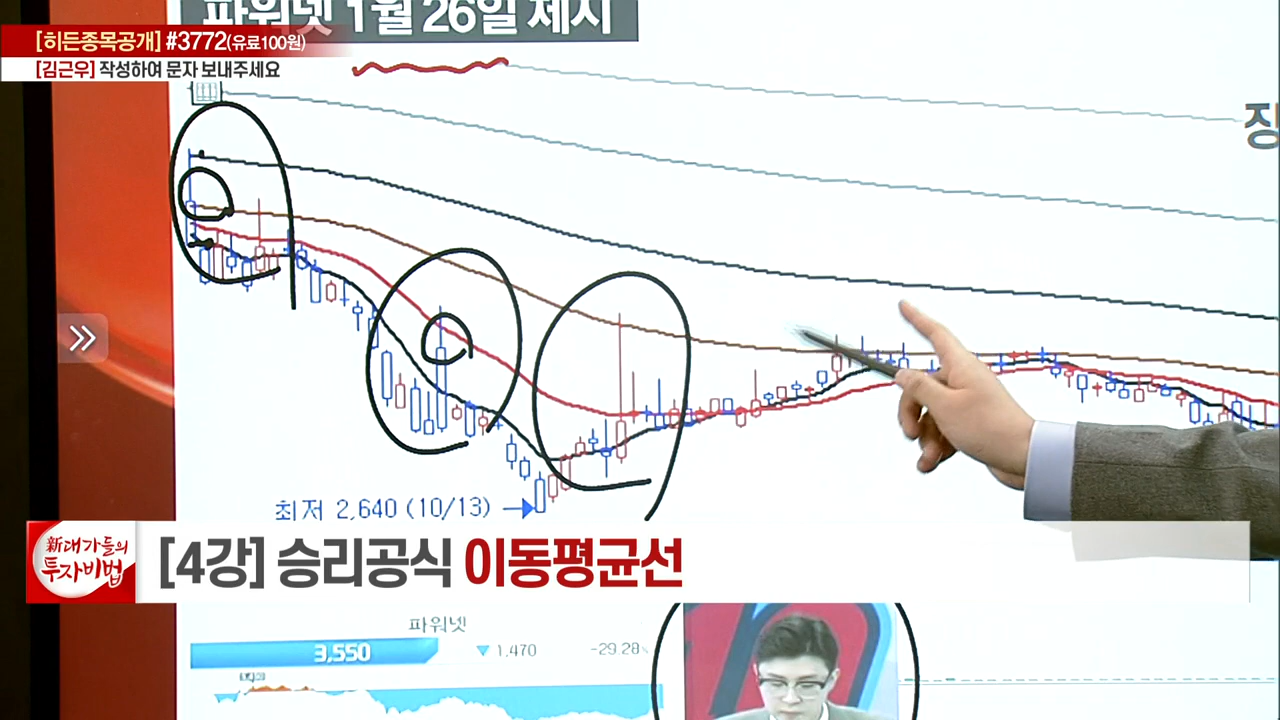 파워넷 1월 26일 제시
[히든종목공개] #3772(유료100원)
[김근우] 작성하여 문자 보내주세요
장
최저 2,640 (10/13)
新대가들의
투자비법
[4강] 승리공식 이동평균선
파워넷
3,550
▼ 1,470
-29.28%